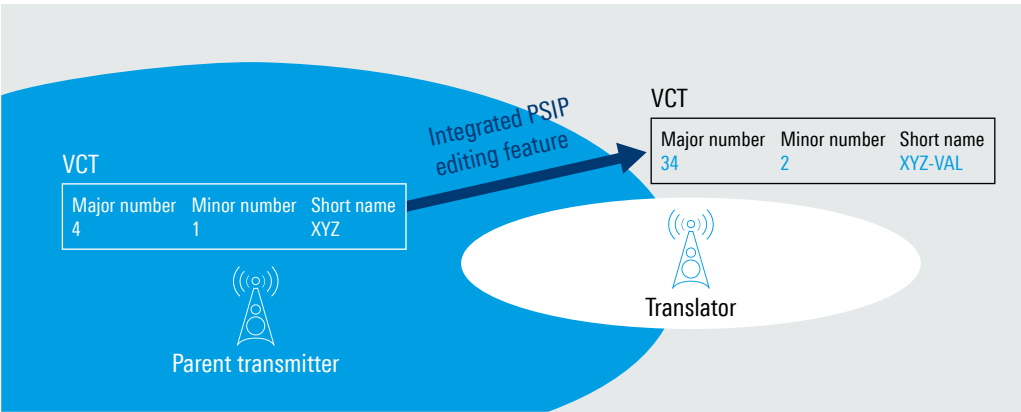 Integrated PSIP
editing feature
VCT
Major number Minor number Short name
34 2 XYZ-VAL
VCT
Major number Minor number Short name
4 1 XYZ
Translator
Parent transmitter